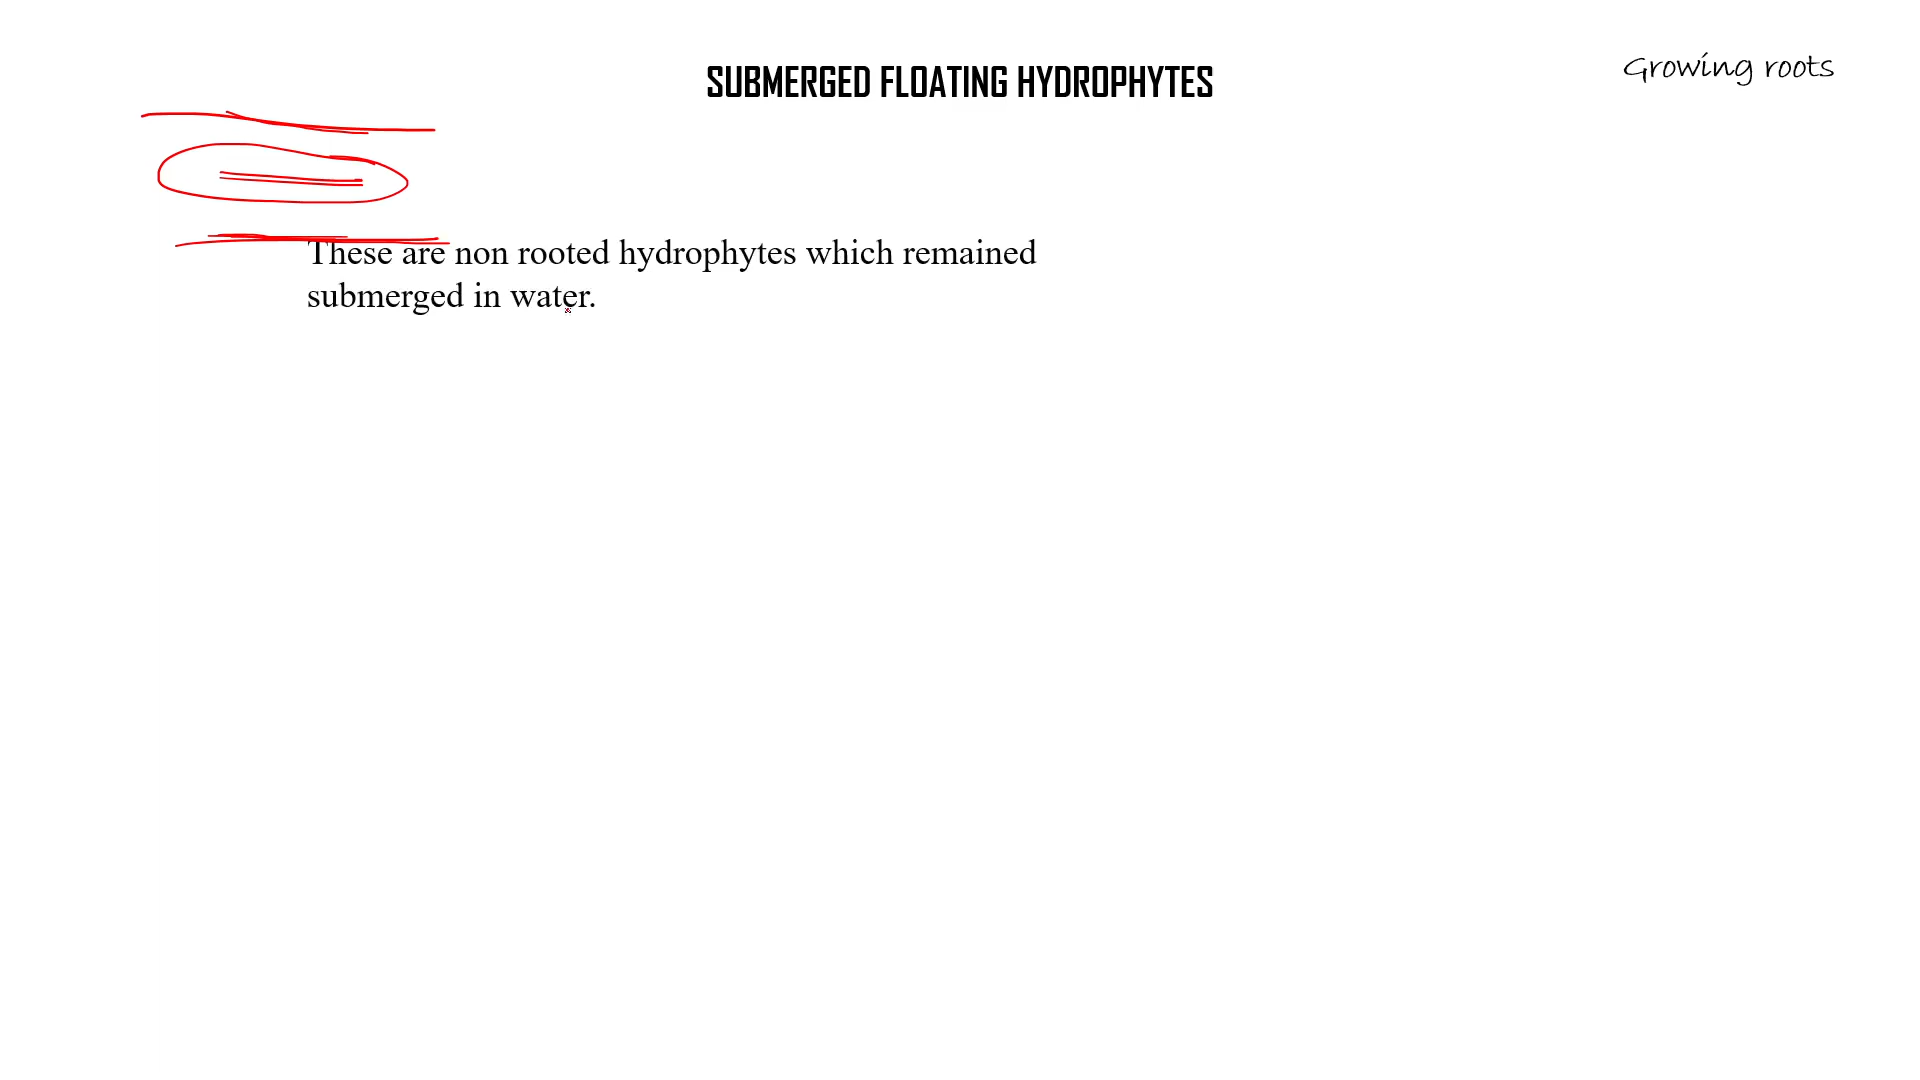 SUBMERGED FLOATING HYDROPHYTES
Growing roots
These are non rooted hydrophytes which remained
submerged in water.